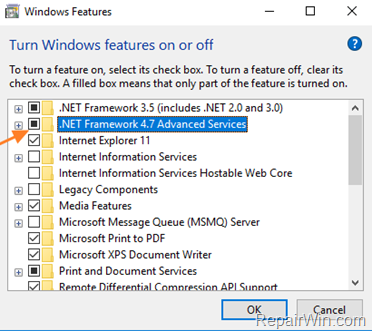 Windows Features
Turn Windows features on or off
To turn a feature on, select its check box. To turn a feature off, clear its
check box. A filled box means that only part of the feature is turned on.
.NET Framework 3.5 (includes .NET 2.0 and 3.0)
.NET Framework 4.7 Advanced Services
Internet Explorer 11
Internet Information Services
Internet Information Services Hostable Web Core
Legacy Components
Media Features
Microsoft Message Queue (MSMQ) Server
Microsoft Print to PDF
Microsoft XPS Document Writer
Print and Document Services
Remote Differential Compression API Support
OK
Cancel
RepairWin.com